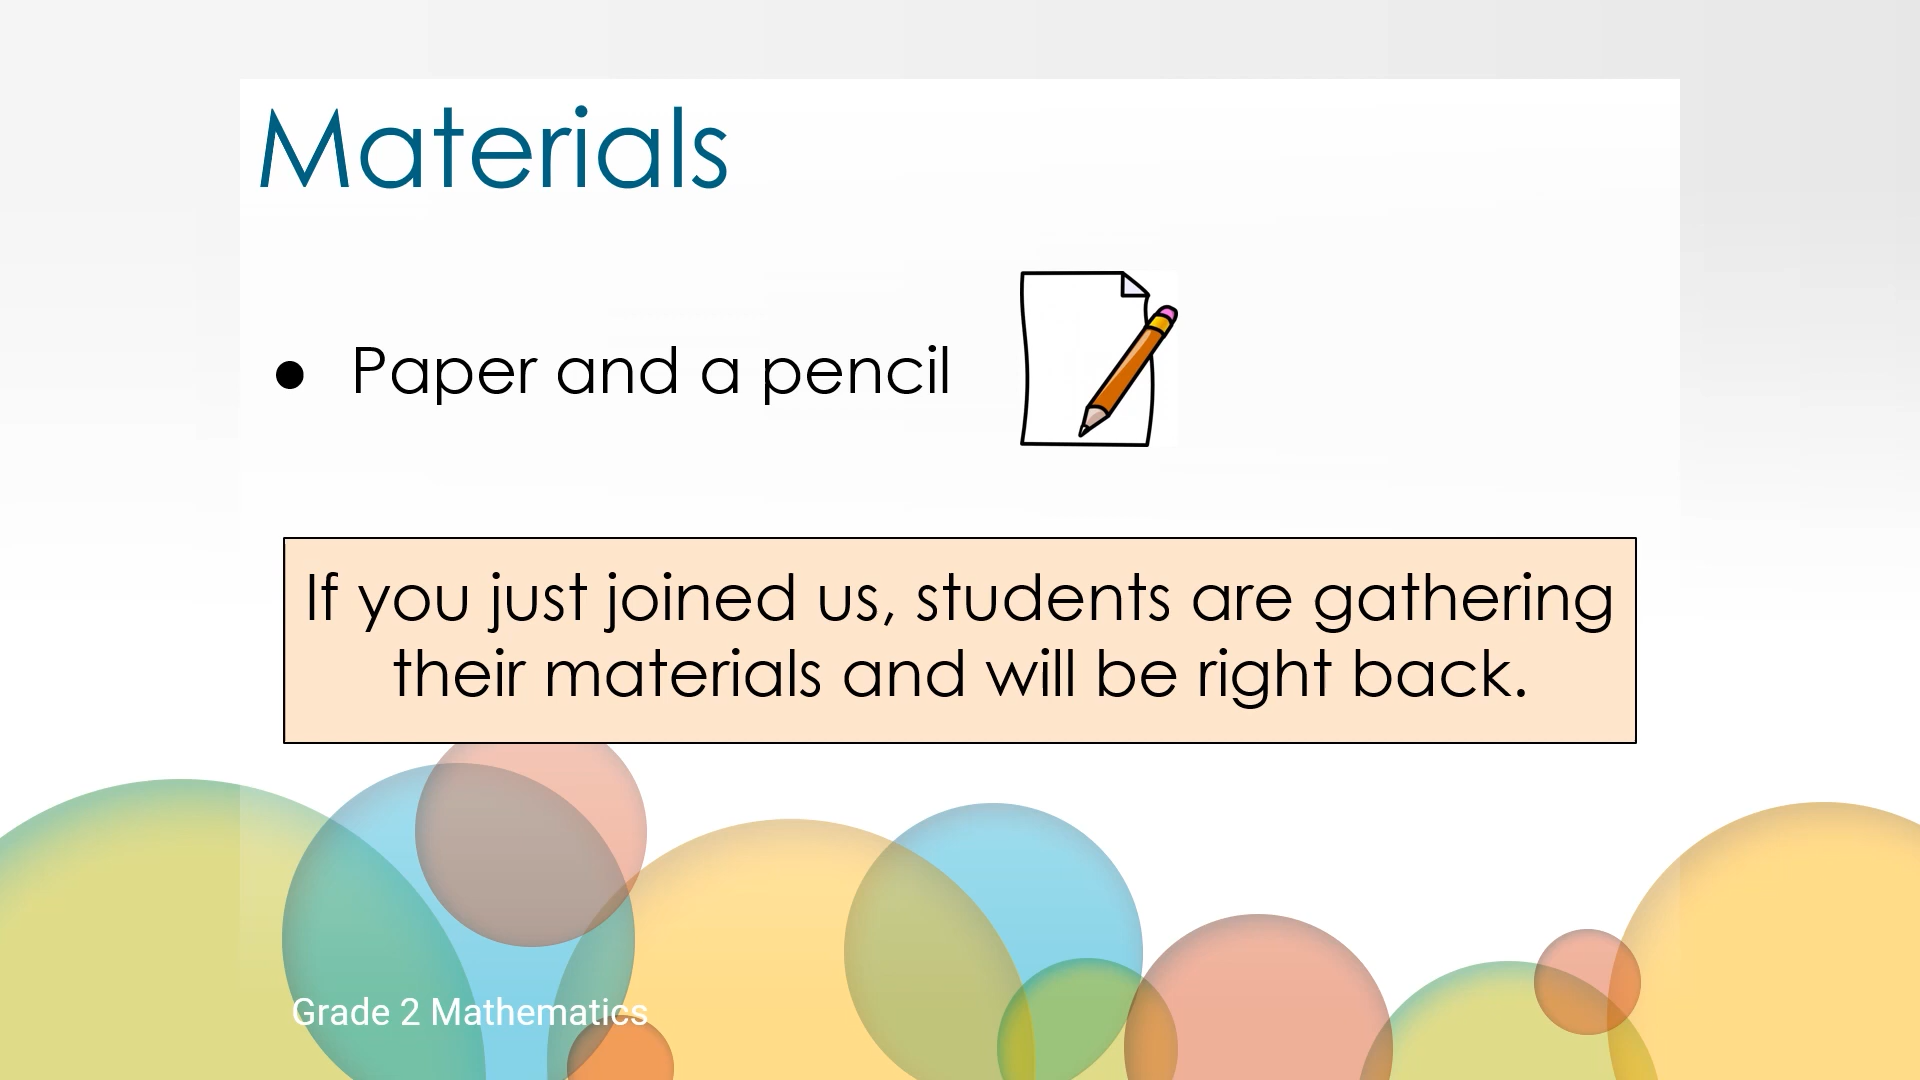 Materials
● Paper and a pencil
If you just joined us, students are gathering
their materials and will be right back.
Grade 2 Mathematics